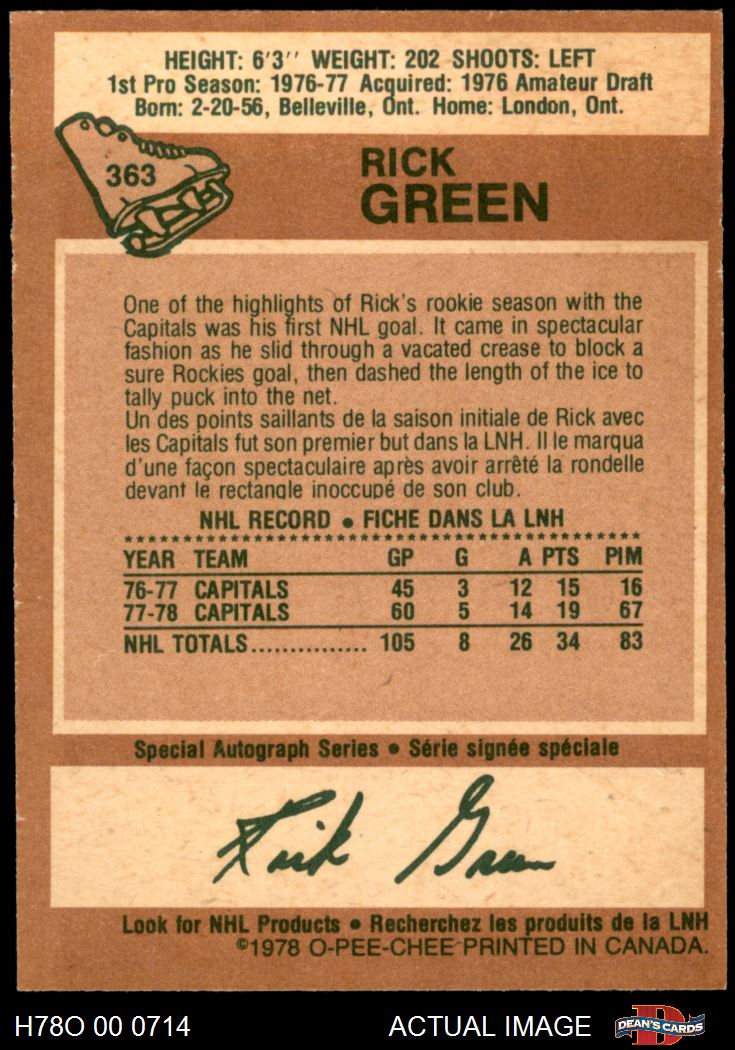 HEIGHT: 6'3'' WEIGHT: 202 SHOOTS: LEFT
1st Pro Season: 1976-77 Acquired: 1976 Amateur Draft
Born: 2-20-56, Belleville, Ont. Home: London, Ont.
363
RICK
GREEN
One of the highlights of Rick's rookie season with the
Capitals was his first NHL goal. It came in spectacular
fashion as he slid through a vacated crease to block a
sure Rockies goal, then dashed the length of the ice to
tally puck into the net.
Un des points saillants de la saison initiale de Rick avec
les Capitals fut son premier but dans la LNH. Il le marqua
d'une façon spectaculaire après avoir arrêté la rondelle
devant le rectangle inoccupé de son club.
NHL RECORD • FICHE DANS LA LNH
YEAR TEAM GP G A PTS PIM
76-77 CAPITALS 45 3 12 15 16
77-78 CAPITALS 60 5 14 19 67
NHL TOTALS............... 105 8 26 34 83
Special Autograph Series • Série signée spéciale
Rick Green
Look for NHL Products • Recherchez les produits de la LNH
©1978 O-PEE-CHEE PRINTED IN CANADA.
H78O 00 0714 ACTUAL IMAGE D DEAN'S CARDS